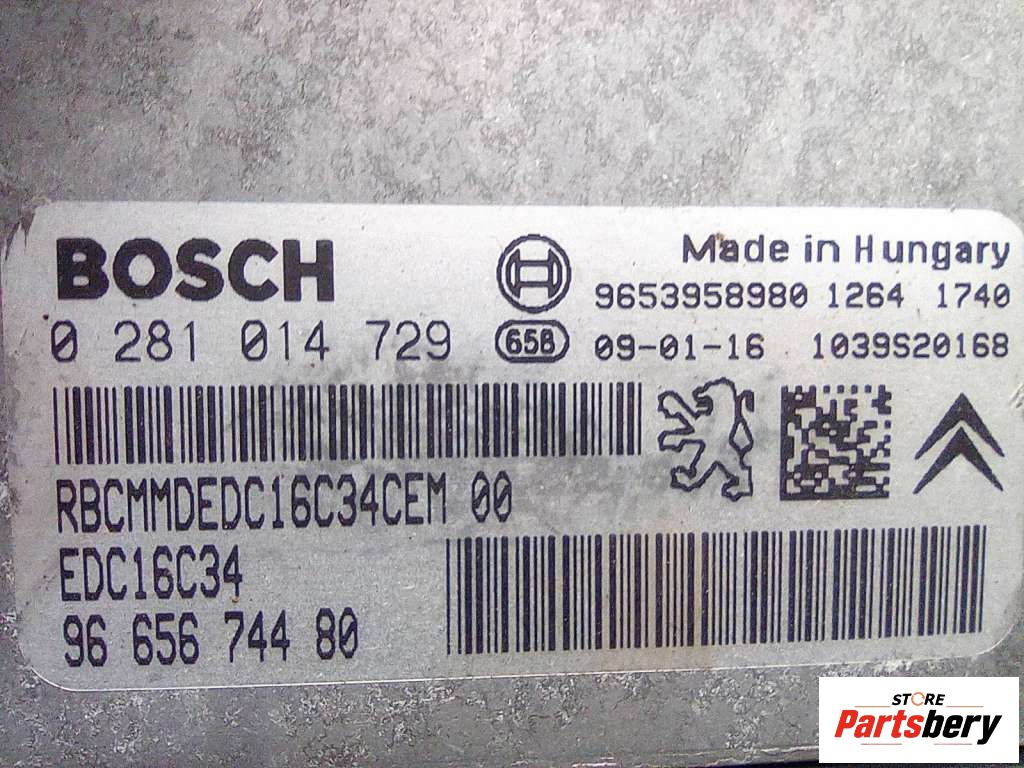 BOSCH
Made in Hungary
9653958980 1264 1740
0 281 014 729
658
09-01-16 1039S20168
RBCMMDEDC16C34CEM 00
EDC16C34
96 656 744 80
STORE
Partsbery